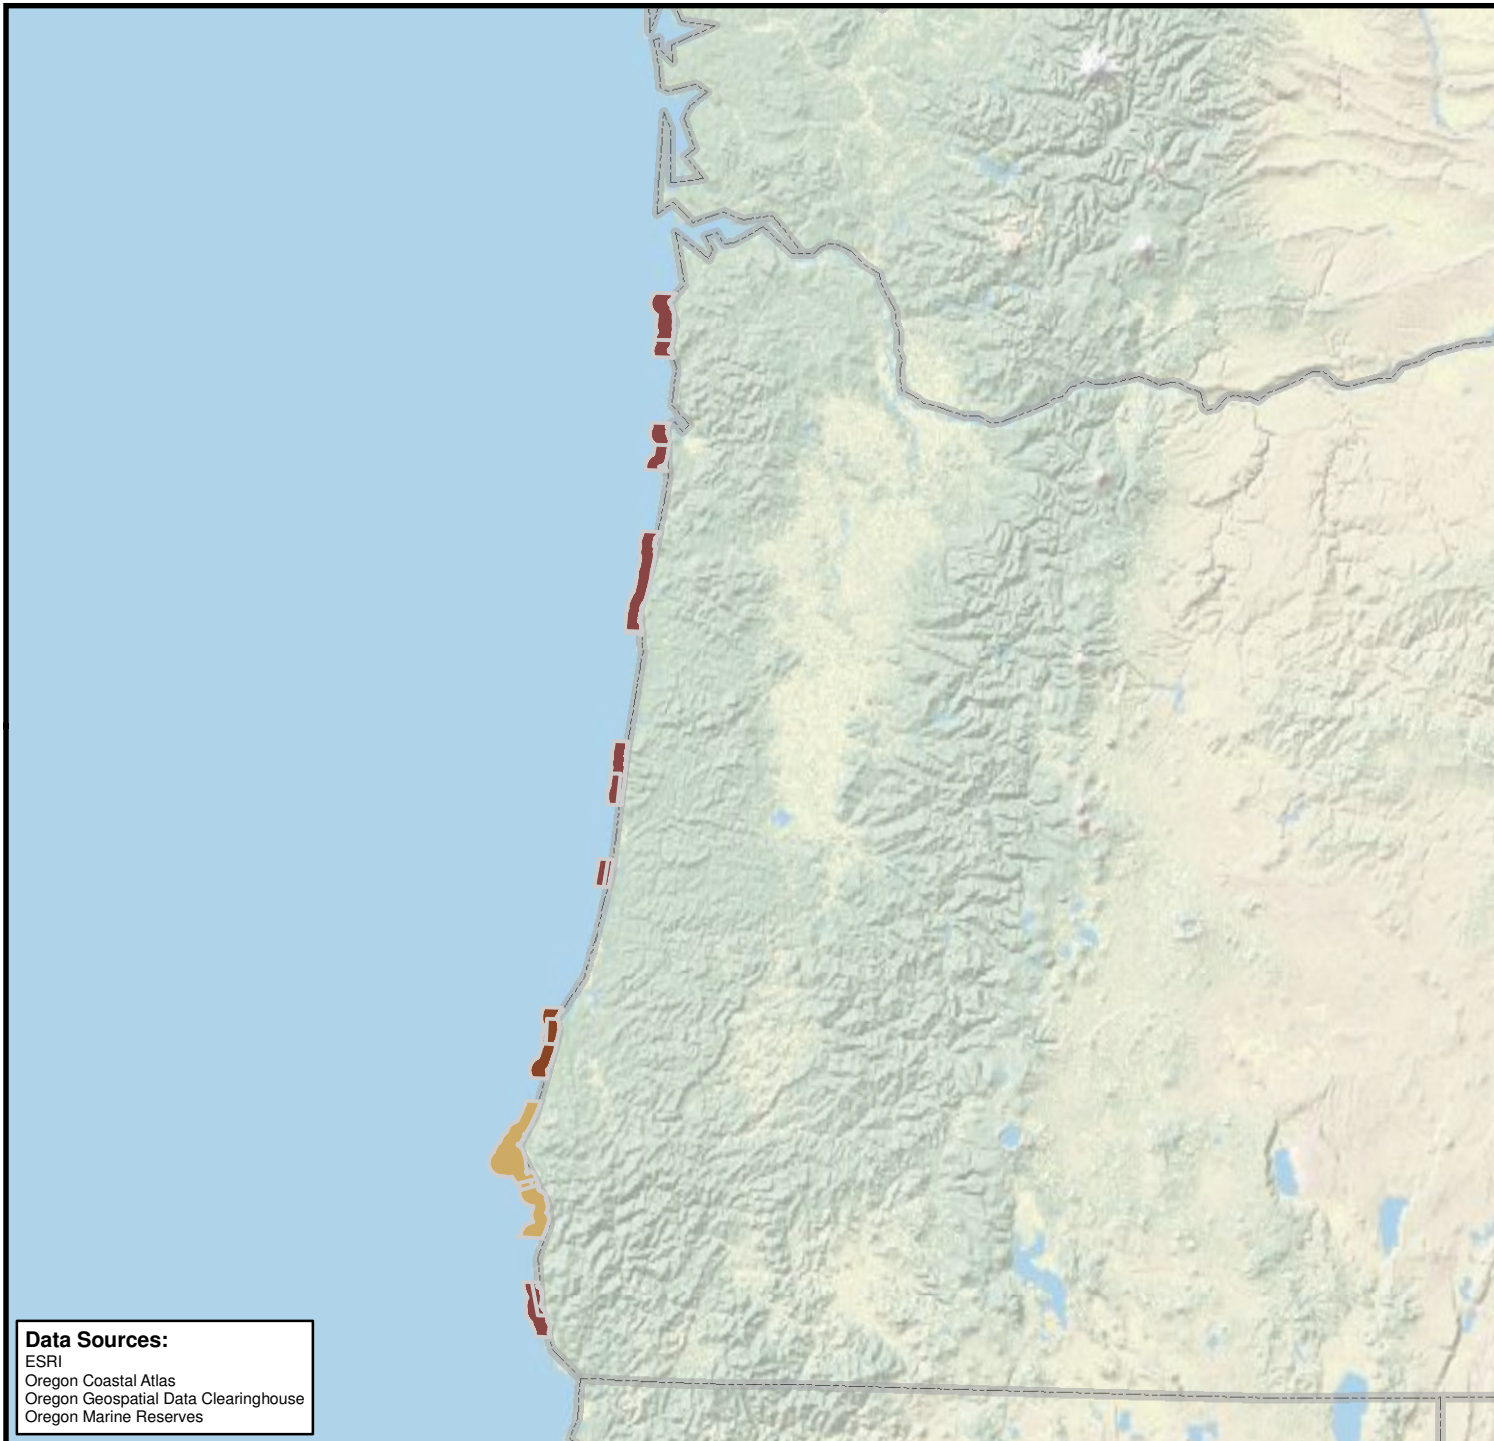 Data Sources:
ESRI
Oregon Coastal Atlas
Oregon Geospatial Data Clearinghouse
Oregon Marine Reserves